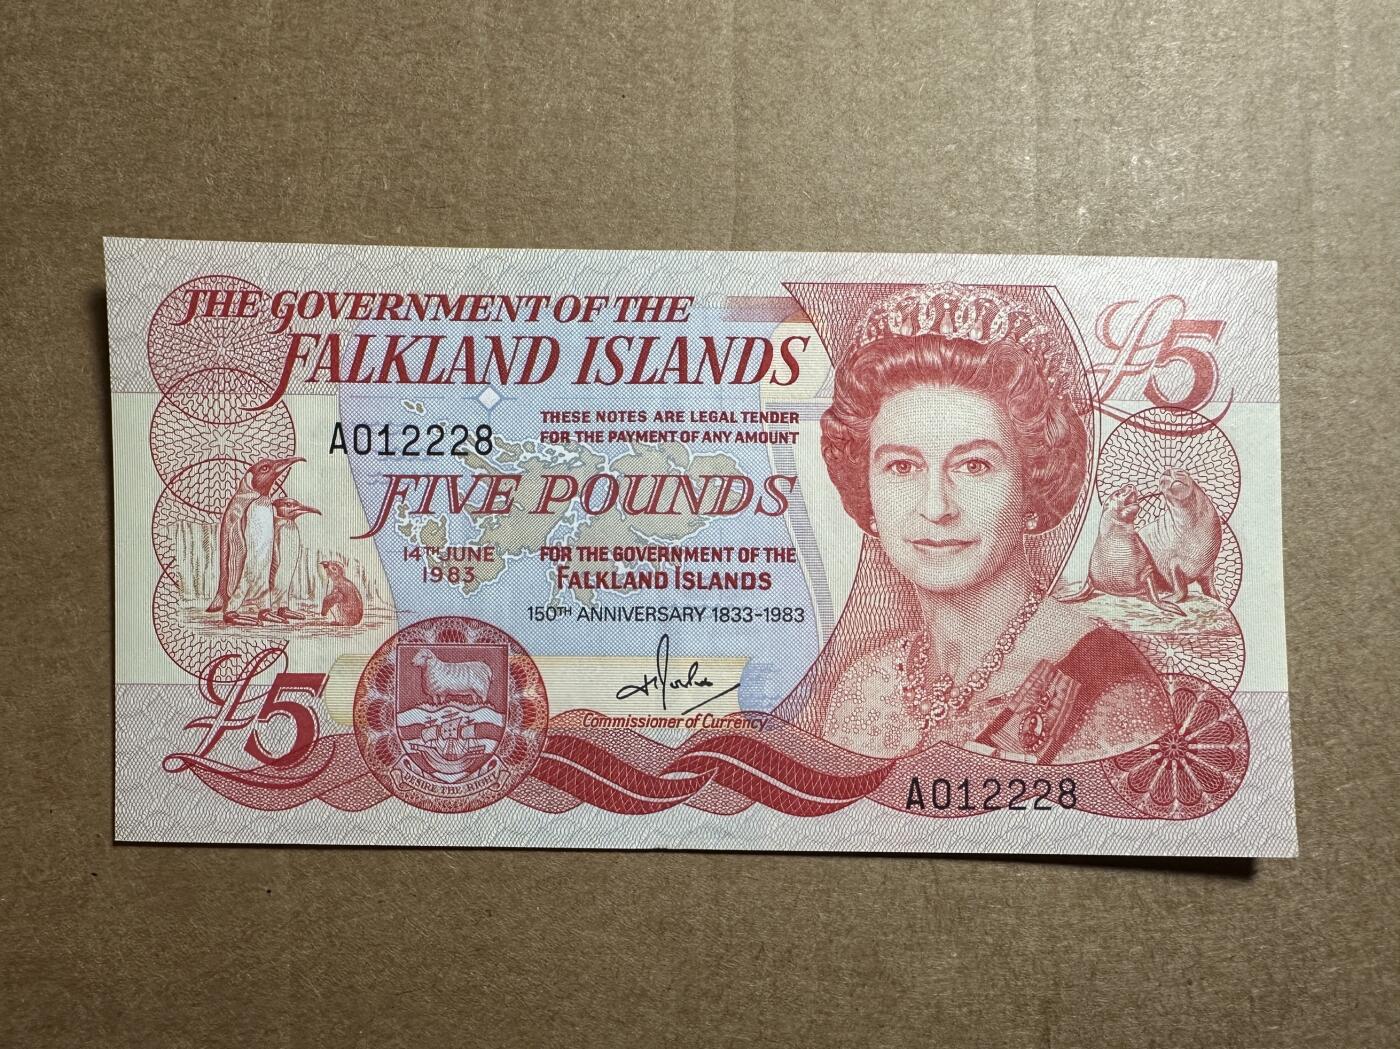 THE GOVERNMENT OF THE
FALKLAND ISLANDS
£5
THESE NOTES ARE LEGAL TENDER
FOR THE PAYMENT OF ANY AMOUNT
A012228
FIVE POUNDS
14TH JUNE
1983
FOR THE GOVERNMENT OF THE
FALKLAND ISLANDS
150TH ANNIVERSARY 1833-1983
Commissioner of Currency
£5
DESIRE THE RIGHT
A012228